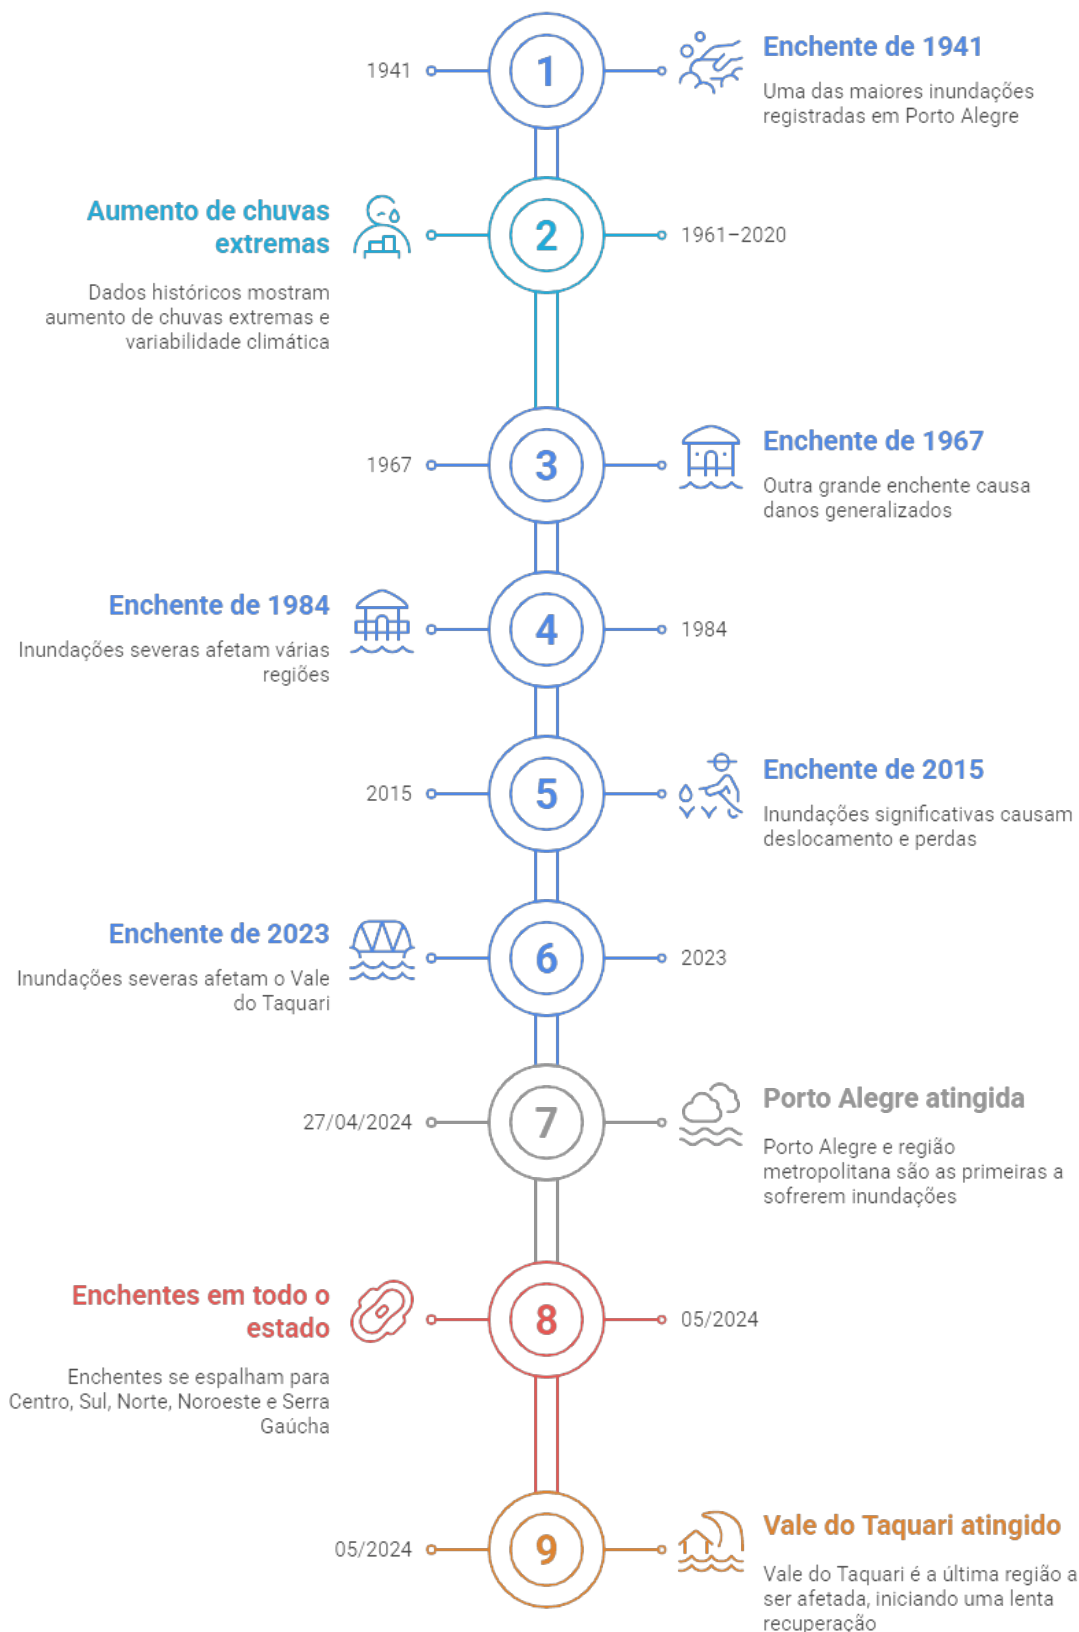 1941
1
Enchente de 1941
Uma das maiores inundações
registradas em Porto Alegre
Aumento de chuvas
extremas
Dados históricos mostram
aumento de chuvas extremas e
variabilidade climática
2
1961–2020
1967
3
Enchente de 1967
Outra grande enchente causa
danos generalizados
Enchente de 1984
Inundações severas afetam várias
regiões
4
1984
2015
5
Enchente de 2015
Inundações significativas causam
deslocamento e perdas
Enchente de 2023
Inundações severas afetam o Vale
do Taquari
6
2023
27/04/2024
7
Porto Alegre atingida
Porto Alegre e região
metropolitana são as primeiras a
sofrerem inundações
Enchentes em todo o
estado
Enchentes se espalham para
Centro, Sul, Norte, Noroeste e Serra
Gaúcha
8
05/2024
05/2024
9
Vale do Taquari atingido
Vale do Taquari é a última região a
ser afetada, iniciando uma lenta
recuperação